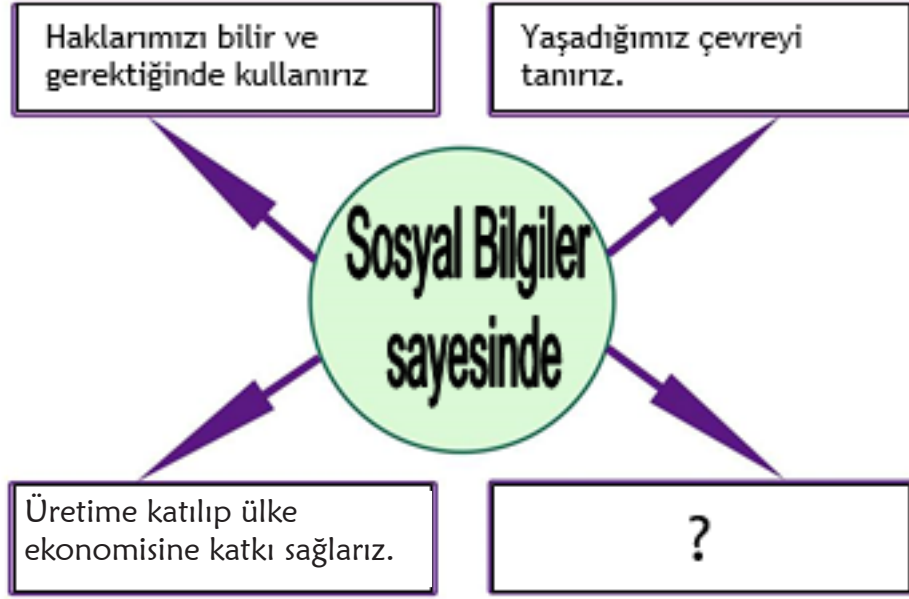 Haklarımızı bilir ve
gerektiğinde kullanırız
Yaşadığımız çevreyi
tanırız.
Sosyal Bilgiler
sayesinde
Üretime katılıp ülke
ekonomisine katkı sağlarız.
?